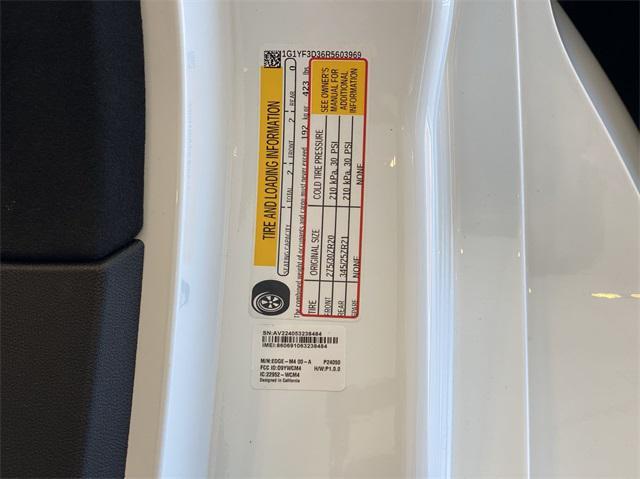 1G1YF3D36R5603969
TIRE AND LOADING INFORMATION
SEATING CAPACITY | TOTAL 2 | FRONT 2 | REAR 0
The combined weight of occupants and cargo must never exceed 192 kg or 423 lbs.
TIRE ORIGINAL SIZE COLD TIRE PRESSURE
FRONT 275/30ZR20 210 kPa, 30 PSI
REAR 345/25ZR21 210 kPa, 30 PSI
SPARE NONE NONE
SEE OWNER'S
MANUAL FOR
ADDITIONAL
INFORMATION
SN:AV224053238484
IMEI:860691063238484
M/N:EDGE-M4 00-A P24050
FCC ID:O9YWCM4 H/W:P1.0.0
IC:22952-WCM4
Designed in California